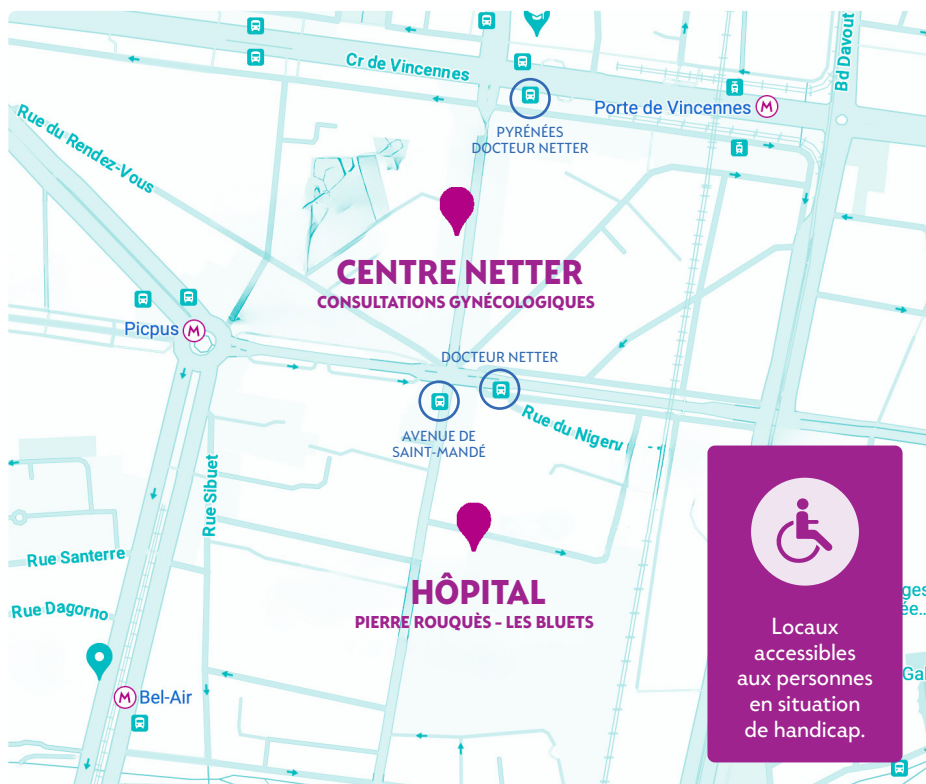 Cr de Vincennes
Bd Davout
Porte de Vincennes
M
PYRÉNÉES
DOCTEUR NETTER
Rue du Rendez-Vous
CENTRE NETTER
CONSULTATIONS GYNÉCOLOGIQUES
Picpus
M
DOCTEUR NETTER
AVENUE DE
SAINT-MANDÉ
Rue du Niger
Rue Sibuet
Rue Santerre
Rue Dagorno
HÔPITAL
PIERRE ROUQUÈS - LES BLUETS
M
Bel-Air
Locaux
accessibles
aux personnes
en situation
de handicap.